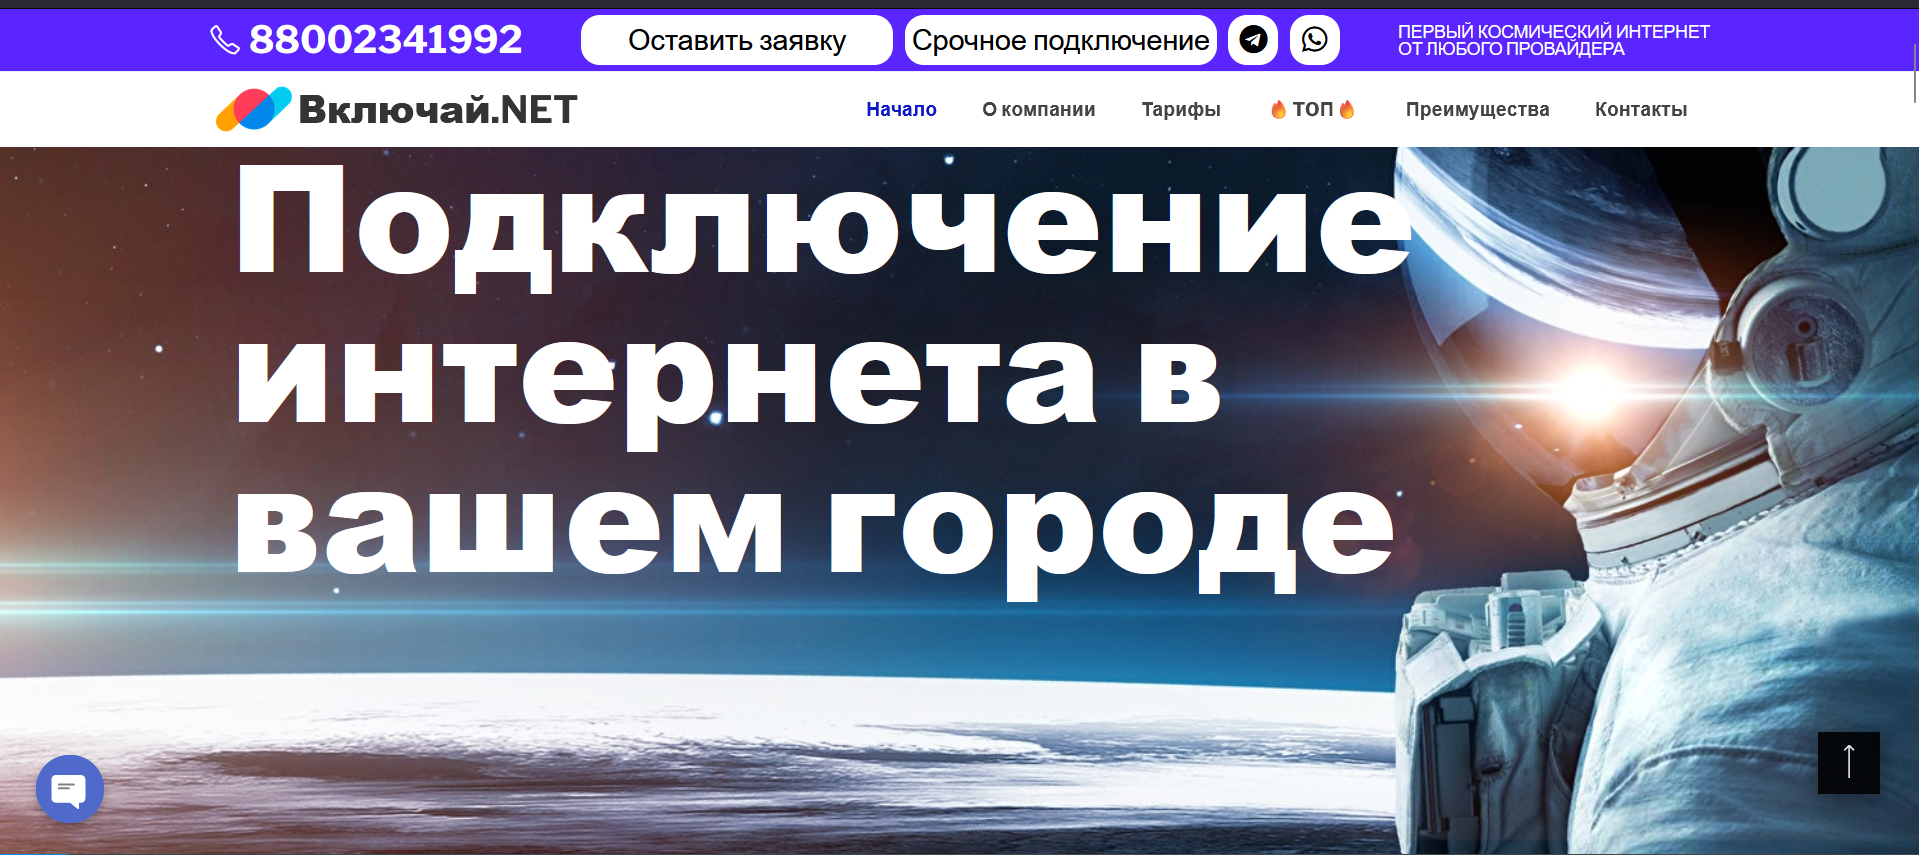 88002341992
Оставить заявку
Срочное подключение
ПЕРВЫЙ КОСМИЧЕСКИЙ ИНТЕРНЕТ
ОТ ЛЮБОГО ПРОВАЙДЕРА
Включай.NET
Начало
О компании
Тарифы
🔥 ТОП 🔥
Преимущества
Контакты
Подключение
интернета в
вашем городе